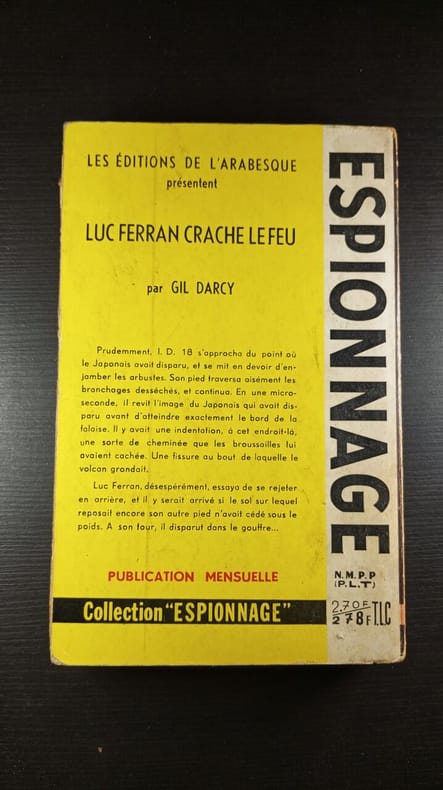 LES ÉDITIONS DE L'ARABESQUE
présentent
LUC FERRAN CRACHE LE FEU
par GIL DARCY
Prudemment, I. D. 18 s'approcha du point où
le Japonais avait disparu, et se mit en devoir d'en-
jamber les arbustes. Son pied traversa aisément les
branchages desséchés, et continua. En une micro-
seconde, il revit l'image du Japonais qui avait dis-
paru avant d'atteindre exactement le bord de la
falaise. Il y avait une indentation, à cet endroit-là,
une sorte de cheminée que les broussailles lui
avaient cachée. Une fissure au bout de laquelle le
volcan grondait.
Luc Ferran, désespérément, essaya de se rejeter
en arrière, et il y serait arrivé si le sol sur lequel
reposait encore son autre pied n'avait cédé sous le
poids. A son tour, il disparut dans le gouffre...
PUBLICATION MENSUELLE
Collection "ESPIONNAGE"
ESPIONNAGE
N.M.P.P
(P.L.T)
2.70F
2 78F T.L.C